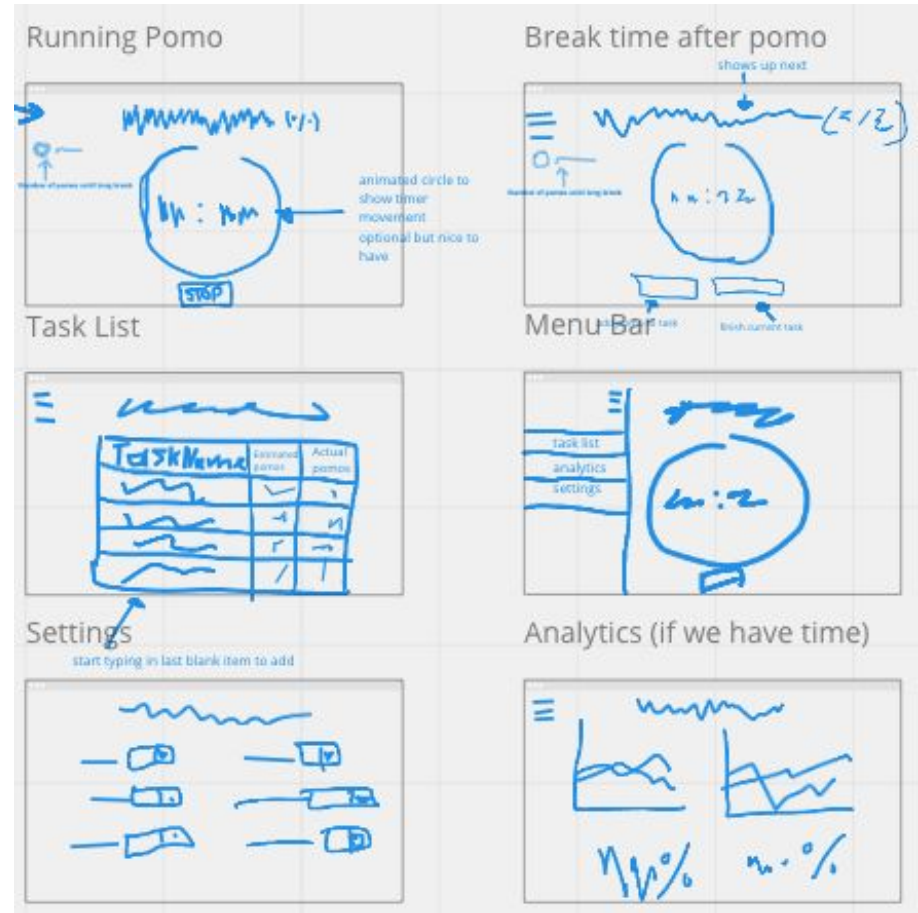 Running Pomo
Break time after pomo
shows up next
Number of pomos until long break
animated circle to
show timer
movement
optional but nice to
have
STOP
Number of pomos until long break
Task List
Menu Bar
task
finish current task
TaskName
Estimated
pomos
Actual
pomos
task list
analytics
settings
Settings
start typing in last blank item to add
Analytics (if we have time)
%
%